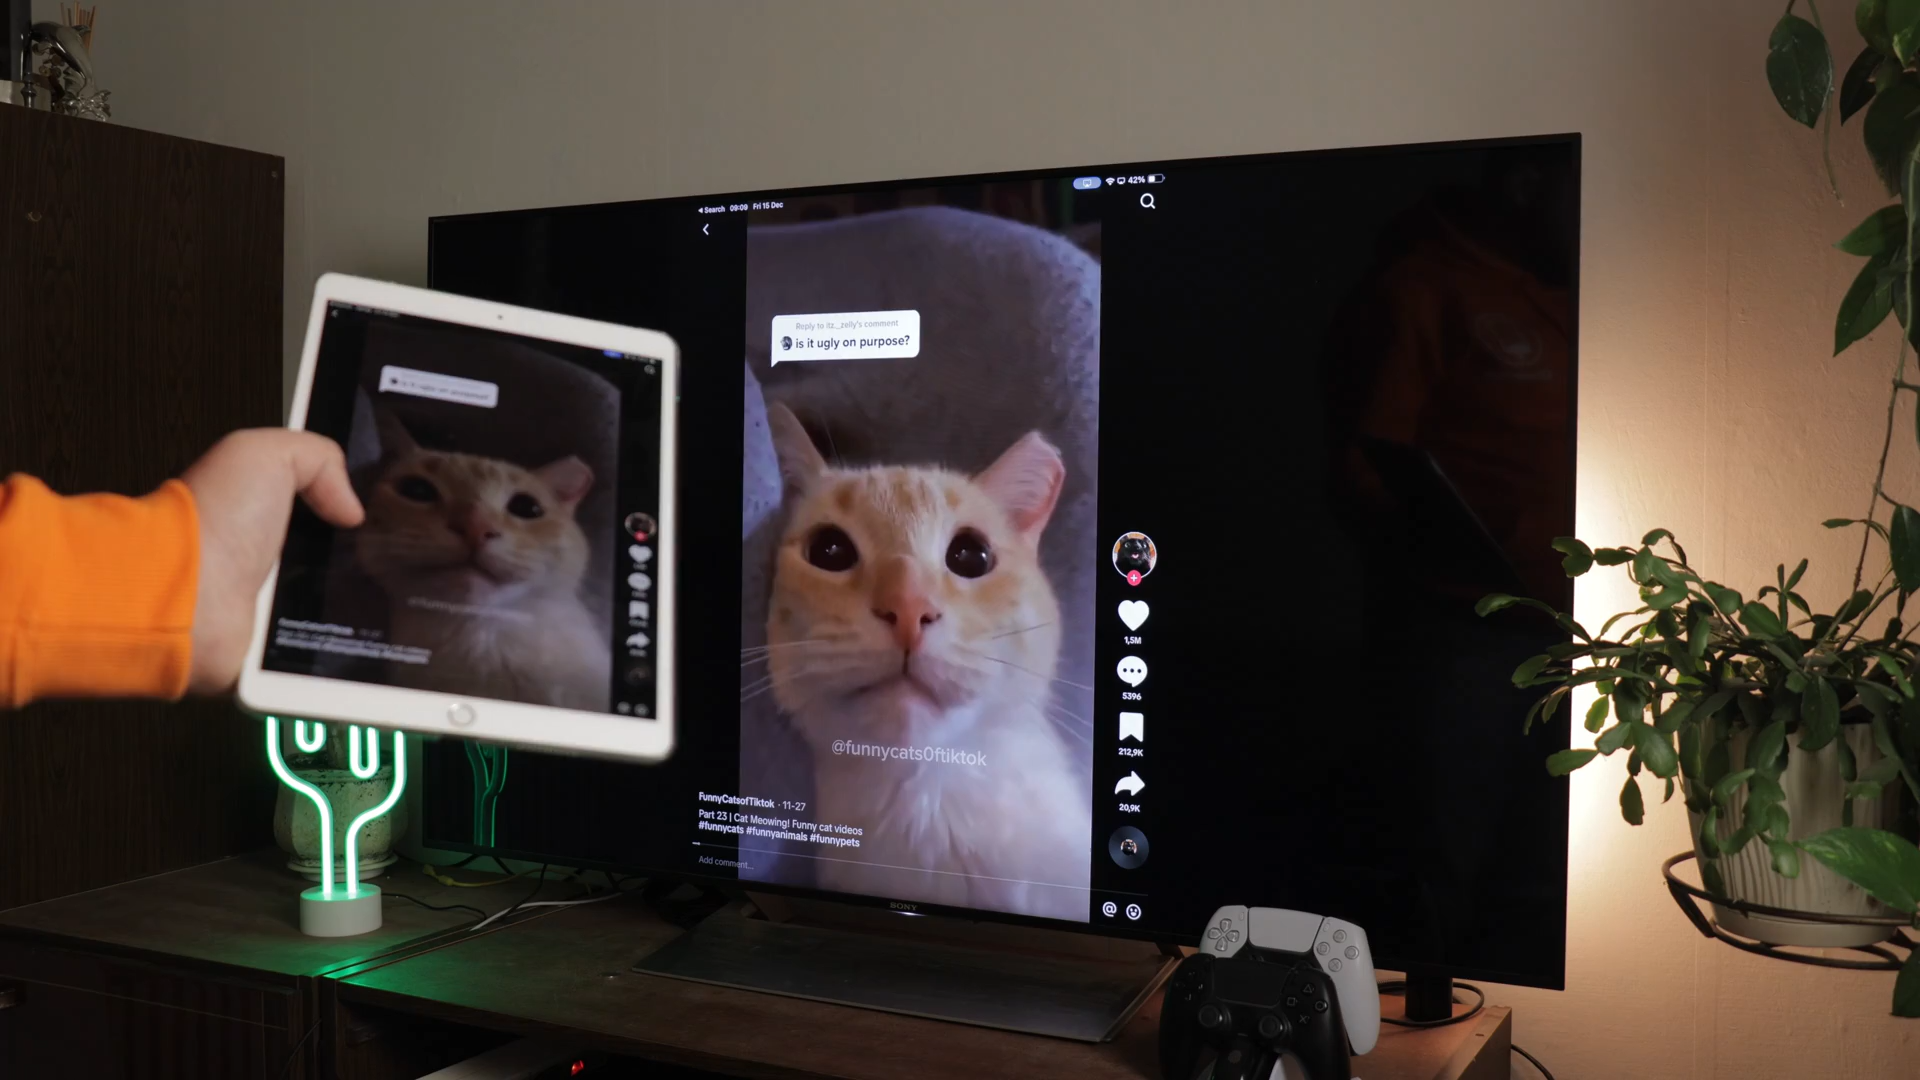 ◀ Search 09:09 Fri 15 Dec
42%
Reply to itz._zelly's comment
is it ugly on purpose?
@funnycats0ftiktok
1,5M
5396
212,9K
20,9K
FunnyCatsofTiktok · 11-27
Part 23 | Cat Meowing! Funny cat videos
#funnycats #funnyanimals #funnypets
Add comment...
@
SONY